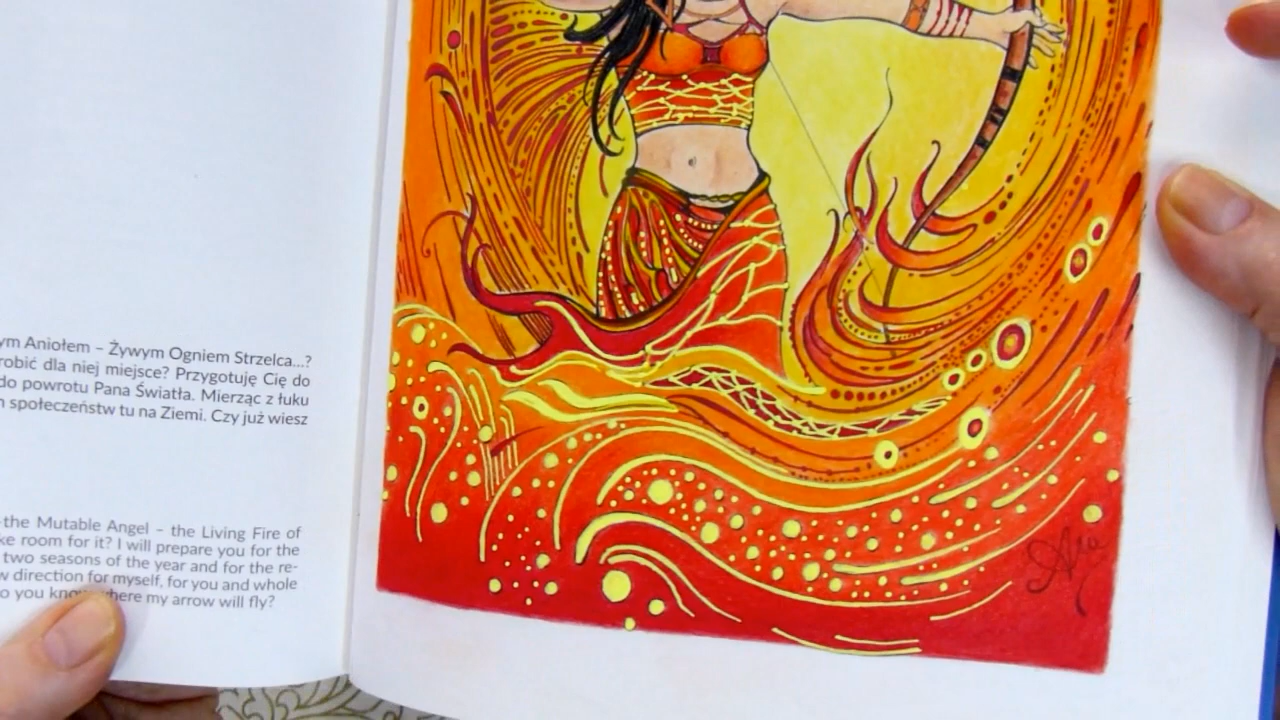 ym Aniołem – Żywym Ogniem Strzelca...?
robić dla niej miejsce? Przygotuję Cię do
do powrotu Pana Światła. Mierząc z łuku
społeczeństw tu na Ziemi. Czy już wiesz
the Mutable Angel – the Living Fire of
ke room for it? I will prepare you for the
two seasons of the year and for the re-
w direction for myself, for you and whole
o you know where my arrow will fly?
Ara